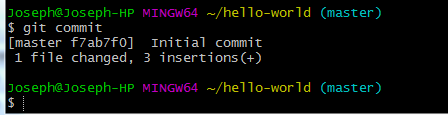 Joseph@Joseph-HP MINGW64 ~/hello-world (master)
$ git commit
[master f7ab7f0]  Initial commit
 1 file changed, 3 insertions(+)
Joseph@Joseph-HP MINGW64 ~/hello-world (master)
$